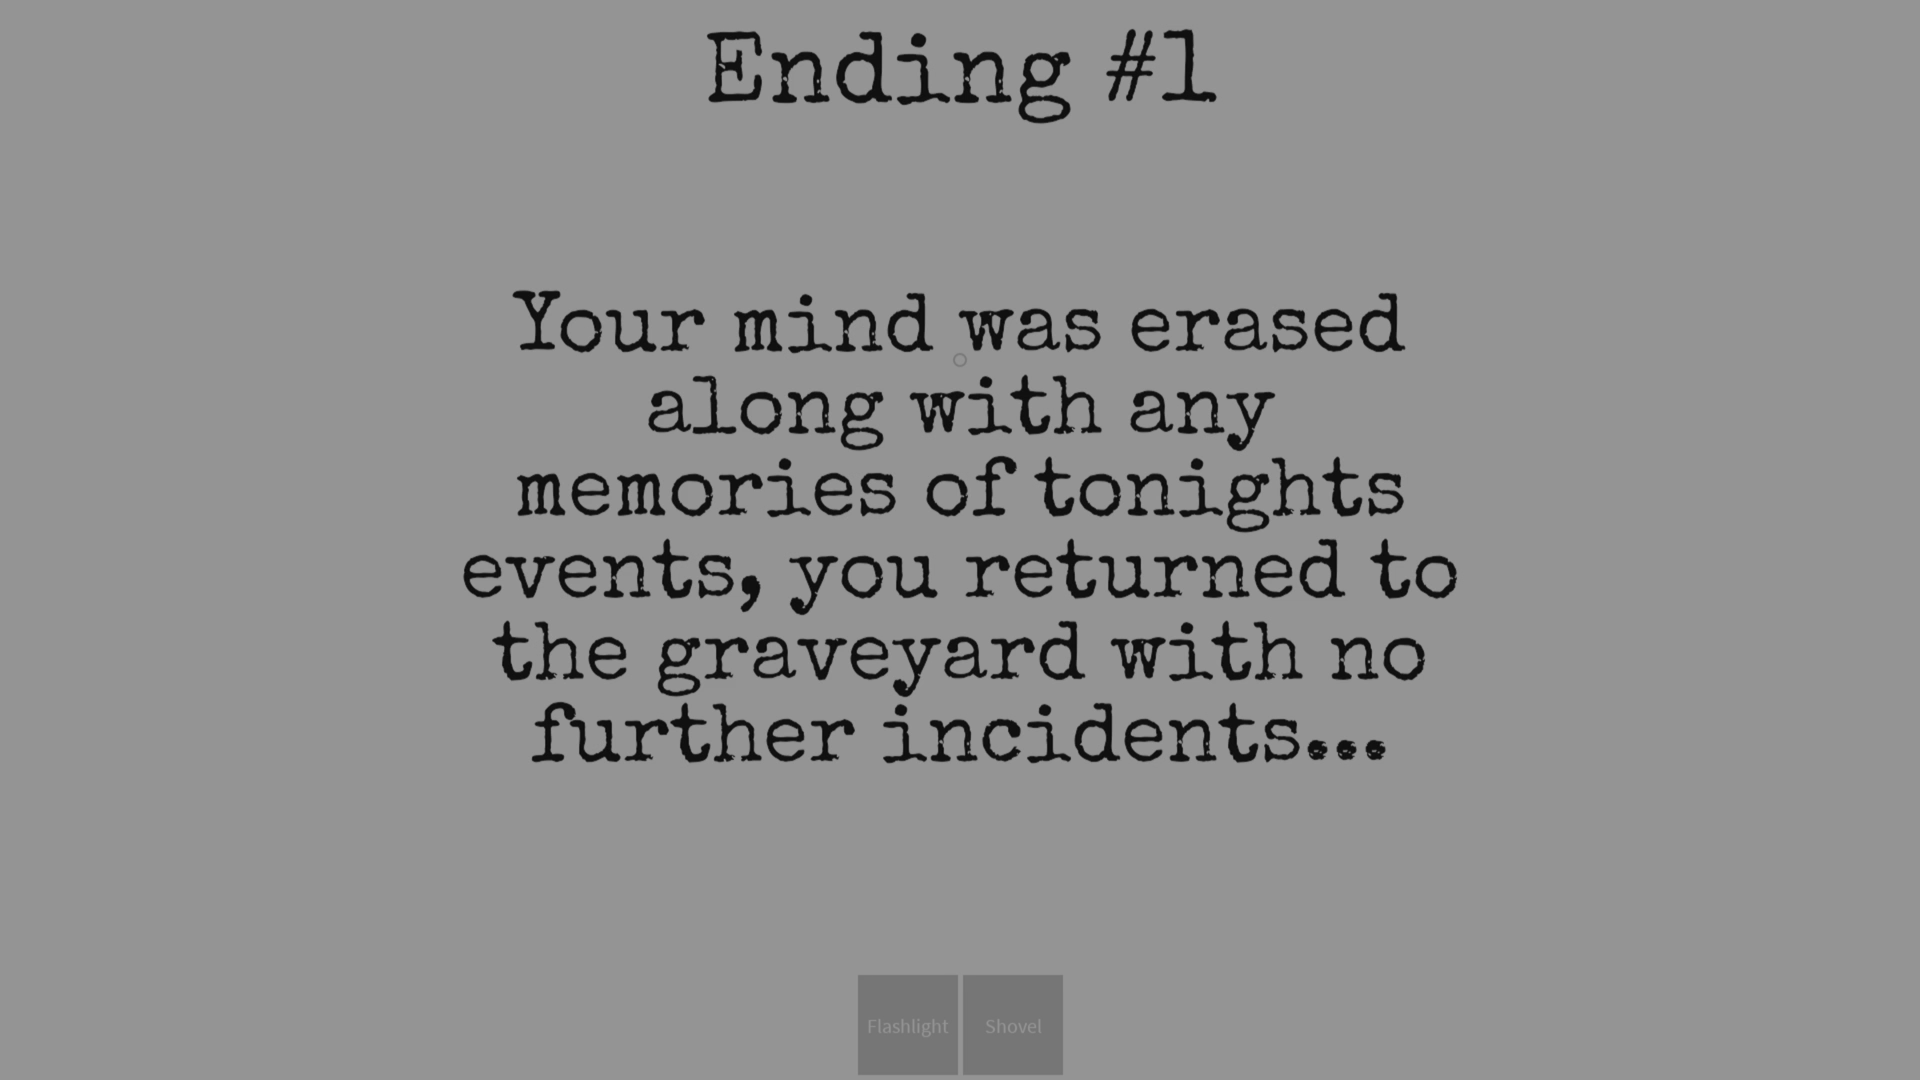 Ending #1
Your mind was erased
along with any
memories of tonights
events, you returned to
the graveyard with no
further incidents...
Flashlight Shovel